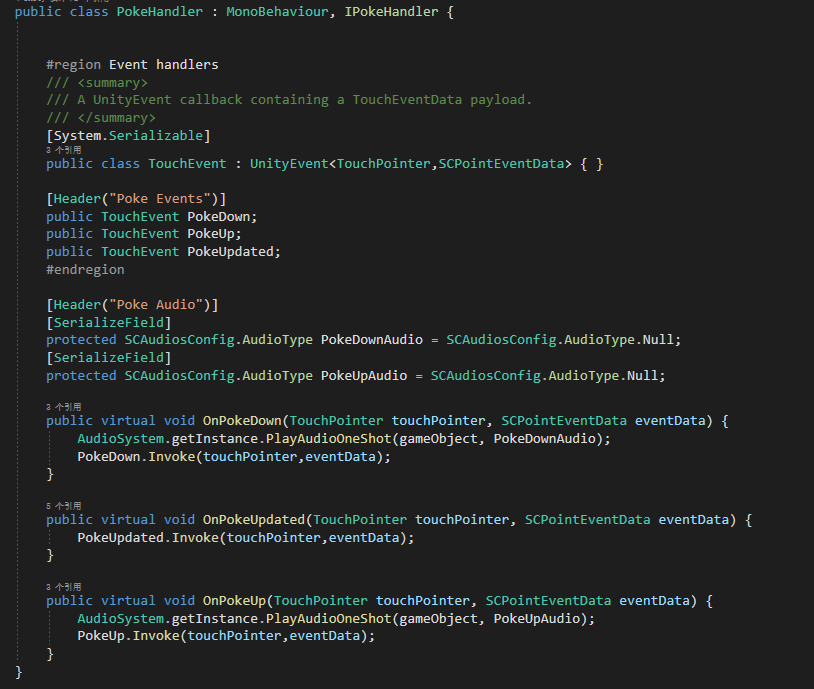 public class PokeHandler : MonoBehaviour, IPokeHandler {
#region Event handlers
/// <summary>
/// A UnityEvent callback containing a TouchEventData payload.
/// </summary>
[System.Serializable]
3 个引用
public class TouchEvent : UnityEvent<TouchPointer,SCPointEventData> { }
[Header("Poke Events")]
public TouchEvent PokeDown;
public TouchEvent PokeUp;
public TouchEvent PokeUpdated;
#endregion
[Header("Poke Audio")]
[SerializeField]
protected SCAudiosConfig.AudioType PokeDownAudio = SCAudiosConfig.AudioType.Null;
[SerializeField]
protected SCAudiosConfig.AudioType PokeUpAudio = SCAudiosConfig.AudioType.Null;
3 个引用
public virtual void OnPokeDown(TouchPointer touchPointer, SCPointEventData eventData) {
AudioSystem.getInstance.PlayAudioOneShot(gameObject, PokeDownAudio);
PokeDown.Invoke(touchPointer,eventData);
}
5 个引用
public virtual void OnPokeUpdated(TouchPointer touchPointer, SCPointEventData eventData) {
PokeUpdated.Invoke(touchPointer,eventData);
}
3 个引用
public virtual void OnPokeUp(TouchPointer touchPointer, SCPointEventData eventData) {
AudioSystem.getInstance.PlayAudioOneShot(gameObject, PokeUpAudio);
PokeUp.Invoke(touchPointer,eventData);
}
}